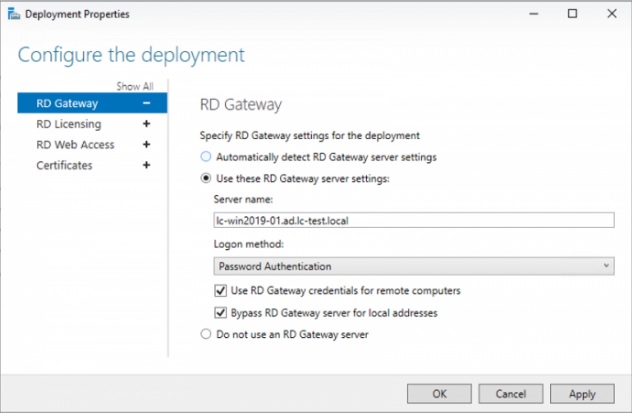 Deployment Properties
Configure the deployment
Show All
RD Gateway –
RD Licensing +
RD Web Access +
Certificates +
RD Gateway
Specify RD Gateway settings for the deployment
Automatically detect RD Gateway server settings
Use these RD Gateway server settings:
Server name:
lc-win2019-01.ad.lc-test.local
Logon method:
Password Authentication
Use RD Gateway credentials for remote computers
Bypass RD Gateway server for local addresses
Do not use an RD Gateway server
OK Cancel Apply